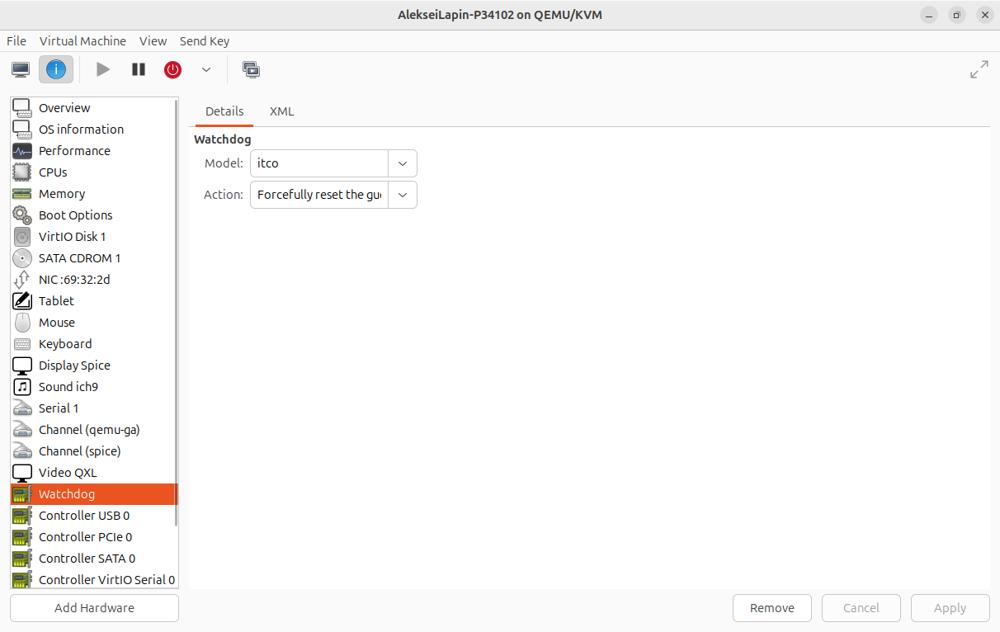 AlekseiLapin-P34102 on QEMU/KVM
File Virtual Machine View Send Key
Overview
OS information
Performance
CPUs
Memory
Boot Options
VirtIO Disk 1
SATA CDROM 1
NIC :69:32:2d
Tablet
Mouse
Keyboard
Display Spice
Sound ich9
Serial 1
Channel (qemu-ga)
Channel (spice)
Video QXL
Watchdog
Controller USB 0
Controller PCIe 0
Controller SATA 0
Controller VirtIO Serial 0
Add Hardware
Details XML
Watchdog
Model: itco
Action: Forcefully reset the gu
Remove Cancel Apply